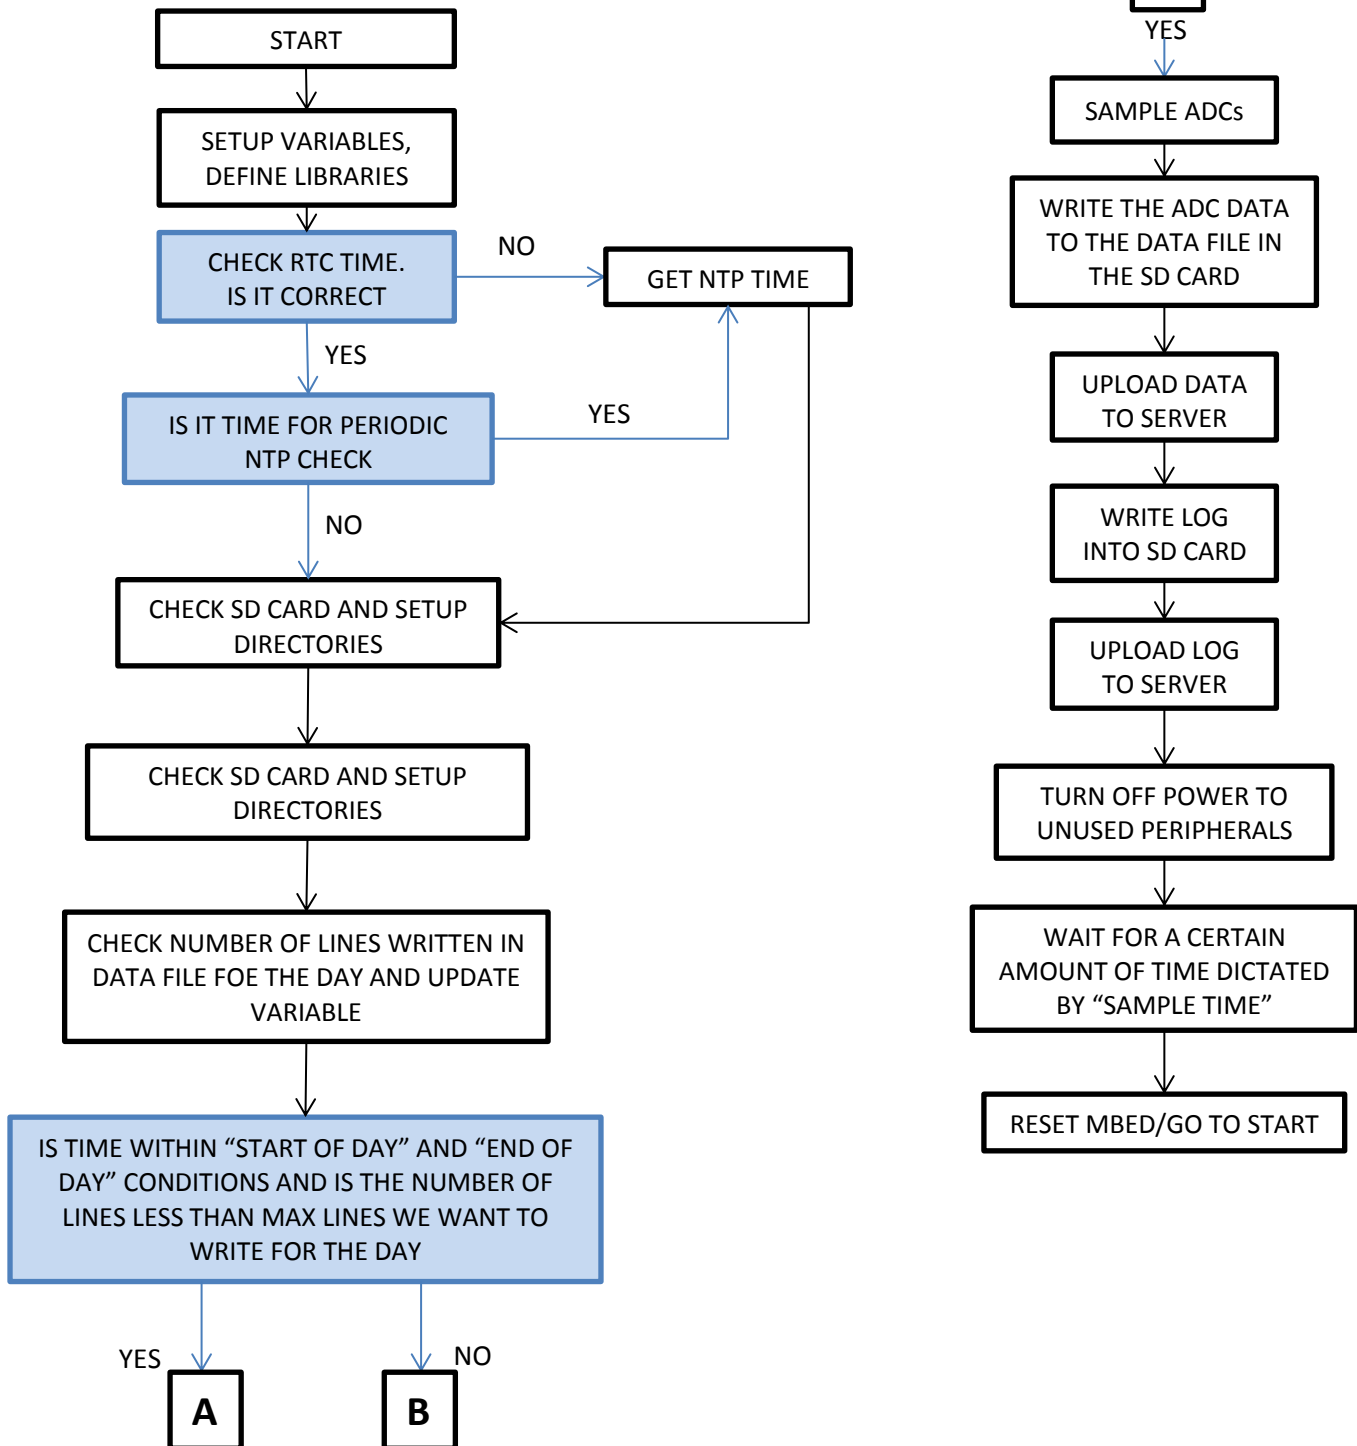 START
SETUP VARIABLES,
DEFINE LIBRARIES
CHECK RTC TIME.
IS IT CORRECT
NO
GET NTP TIME
YES
IS IT TIME FOR PERIODIC
NTP CHECK
YES
NO
CHECK SD CARD AND SETUP
DIRECTORIES
CHECK SD CARD AND SETUP
DIRECTORIES
CHECK NUMBER OF LINES WRITTEN IN
DATA FILE FOE THE DAY AND UPDATE
VARIABLE
IS TIME WITHIN “START OF DAY” AND “END OF
DAY” CONDITIONS AND IS THE NUMBER OF
LINES LESS THAN MAX LINES WE WANT TO
WRITE FOR THE DAY
YES
NO
A
B
YES
SAMPLE ADCs
WRITE THE ADC DATA
TO THE DATA FILE IN
THE SD CARD
UPLOAD DATA
TO SERVER
WRITE LOG
INTO SD CARD
UPLOAD LOG
TO SERVER
TURN OFF POWER TO
UNUSED PERIPHERALS
WAIT FOR A CERTAIN
AMOUNT OF TIME DICTATED
BY “SAMPLE TIME”
RESET MBED/GO TO START